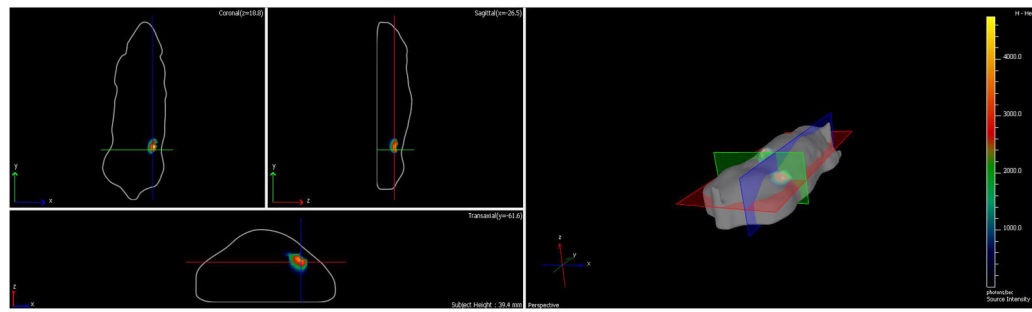 Coronal(z=18.8)
y
x
Sagittal(x=-26.5)
y
z
Transaxial(y=-61.6)
z
x
Subject Height : 39.4 mm
z
y
x
Perspective
4000.0
3000.0
2000.0
1000.0
photons/sec
Source Intensity